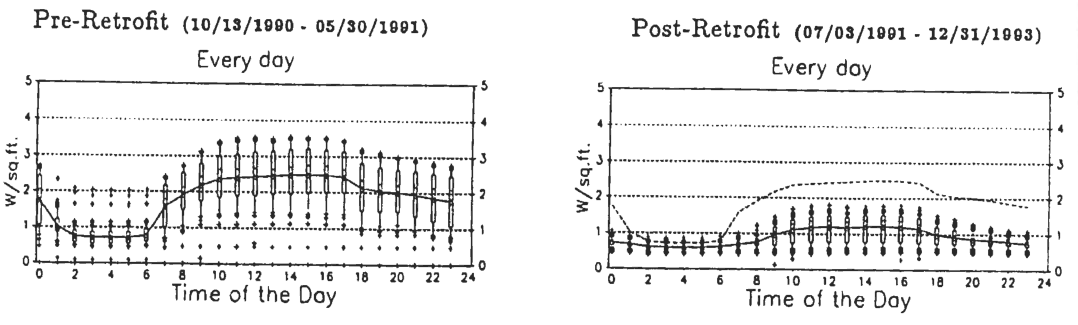 Pre-Retrofit (10/13/1990 - 05/30/1991)
Every day
5 5
4 4
3 3
2 2
1 1
0 0
W/sq.ft.
0 2 4 6 8 10 12 14 16 18 20 22 24
Time of the Day
Post-Retrofit (07/03/1991 - 12/31/1993)
Every day
5 5
4 4
3 3
2 2
1 1
0 0
W/sq.ft.
0 2 4 6 8 10 12 14 16 18 20 22 24
Time of the Day